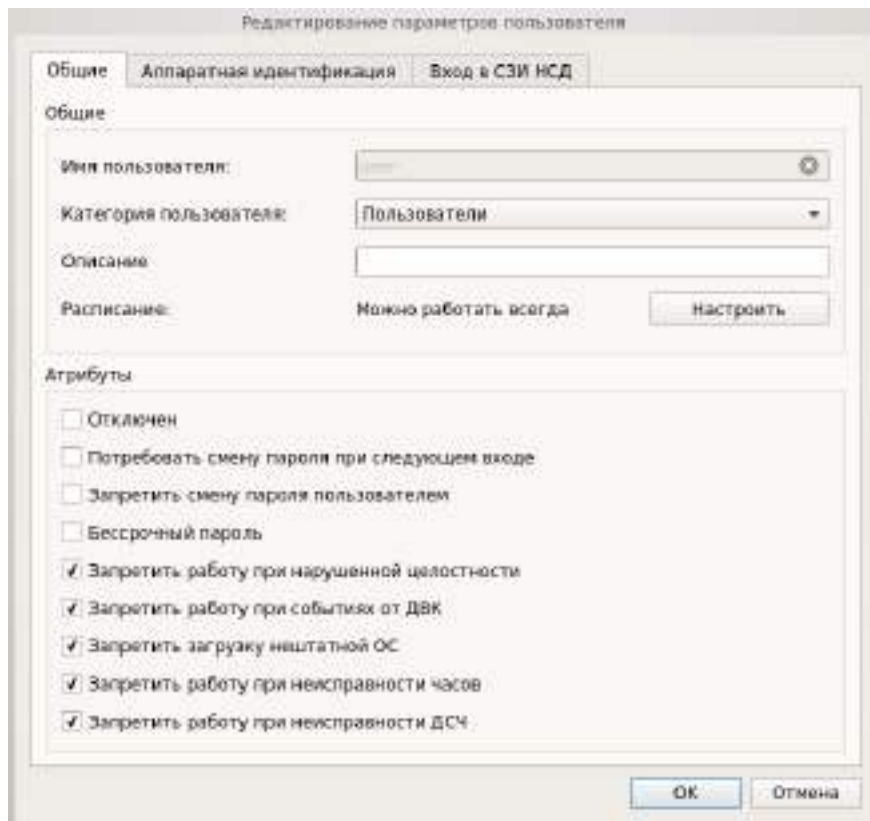 Редактирование параметров пользователя
Общие Аппаратная идентификация Вход в СЗИ НСД
Общие
Имя пользователя:
Категория пользователя: Пользователи
Описание
Расписание: Можно работать всегда Настроить
Атрибуты
Отключен
Потребовать смену пароля при следующем входе
Запретить смену пароля пользователем
Бессрочный пароль
Запретить работу при нарушенной целостности
Запретить работу при событиях от ДВК
Запретить загрузку нештатной ОС
Запретить работу при неисправности часов
Запретить работу при неисправности ДСЧ
ОК Отмена